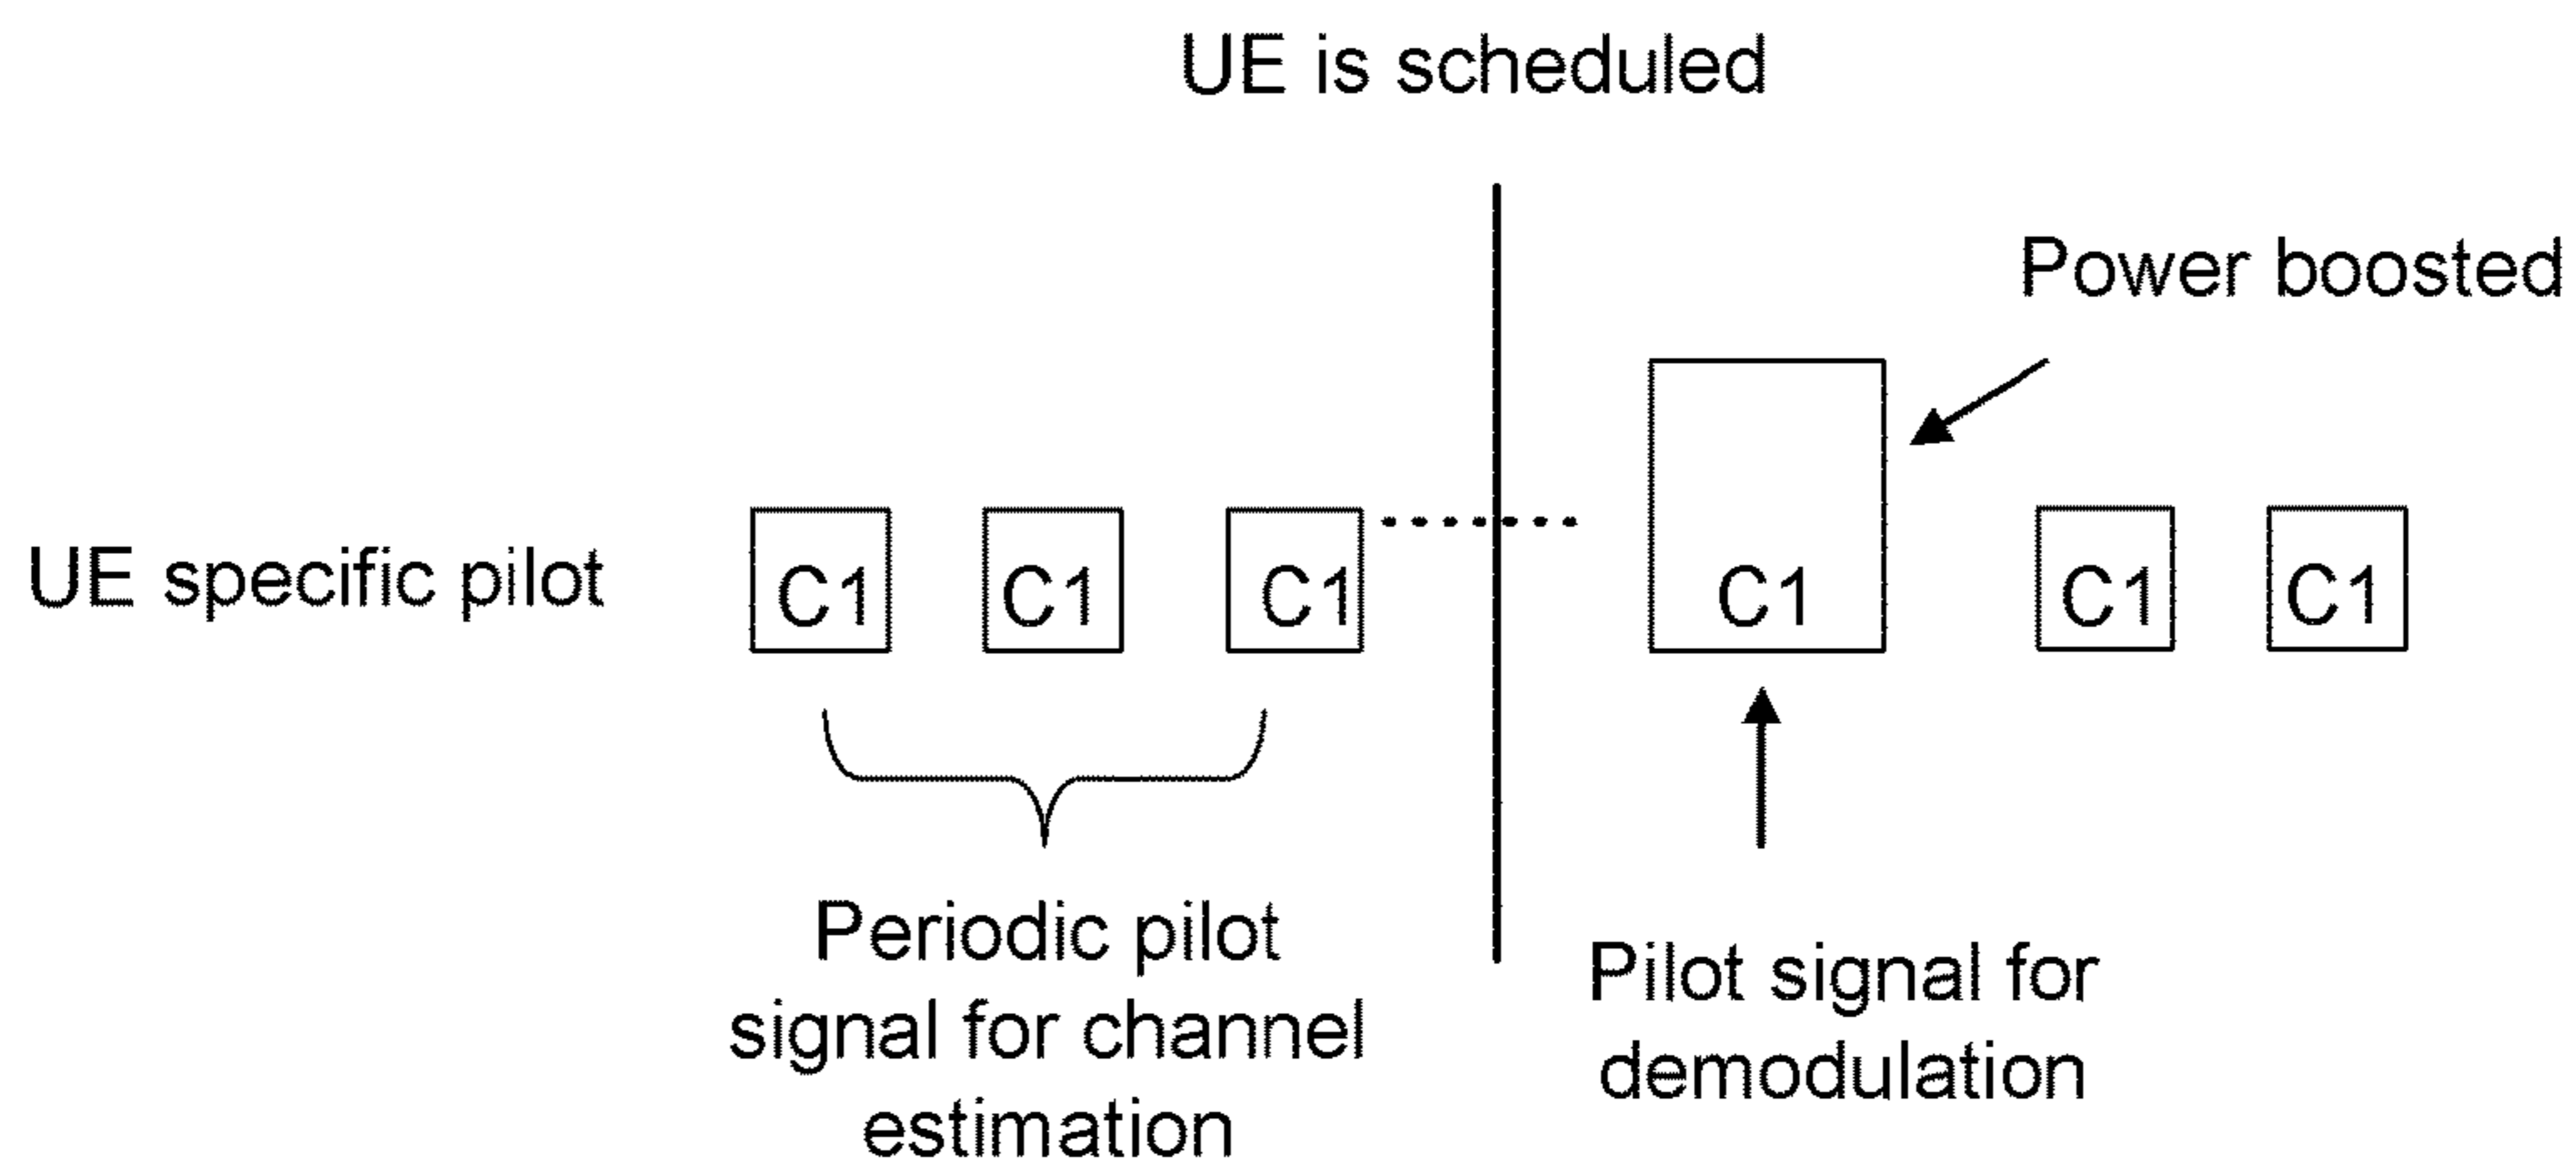 UE is scheduled
Power boosted
UE specific pilot
C1 C1 C1 C1 C1 C1
Periodic pilot
signal for channel
estimation
Pilot signal for
demodulation